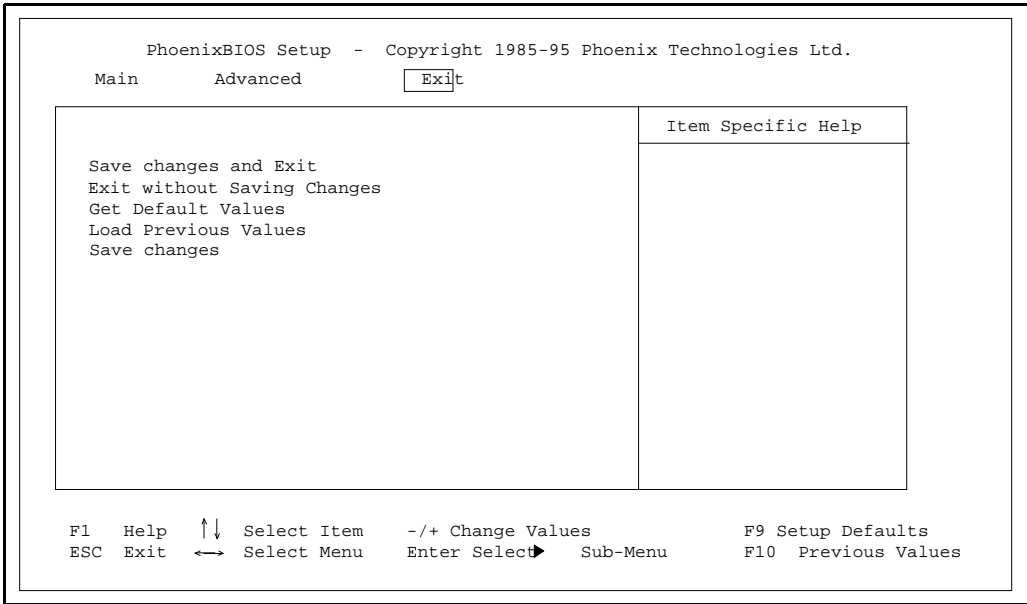 PhoenixBIOS Setup - Copyright 1985-95 Phoenix Technologies Ltd.
Main Advanced Exit
Item Specific Help
Save changes and Exit
Exit without Saving Changes
Get Default Values
Load Previous Values
Save changes
F1 Help ↑↓ Select Item -/+ Change Values F9 Setup Defaults
ESC Exit ←→ Select Menu Enter Select▶ Sub-Menu F10 Previous Values